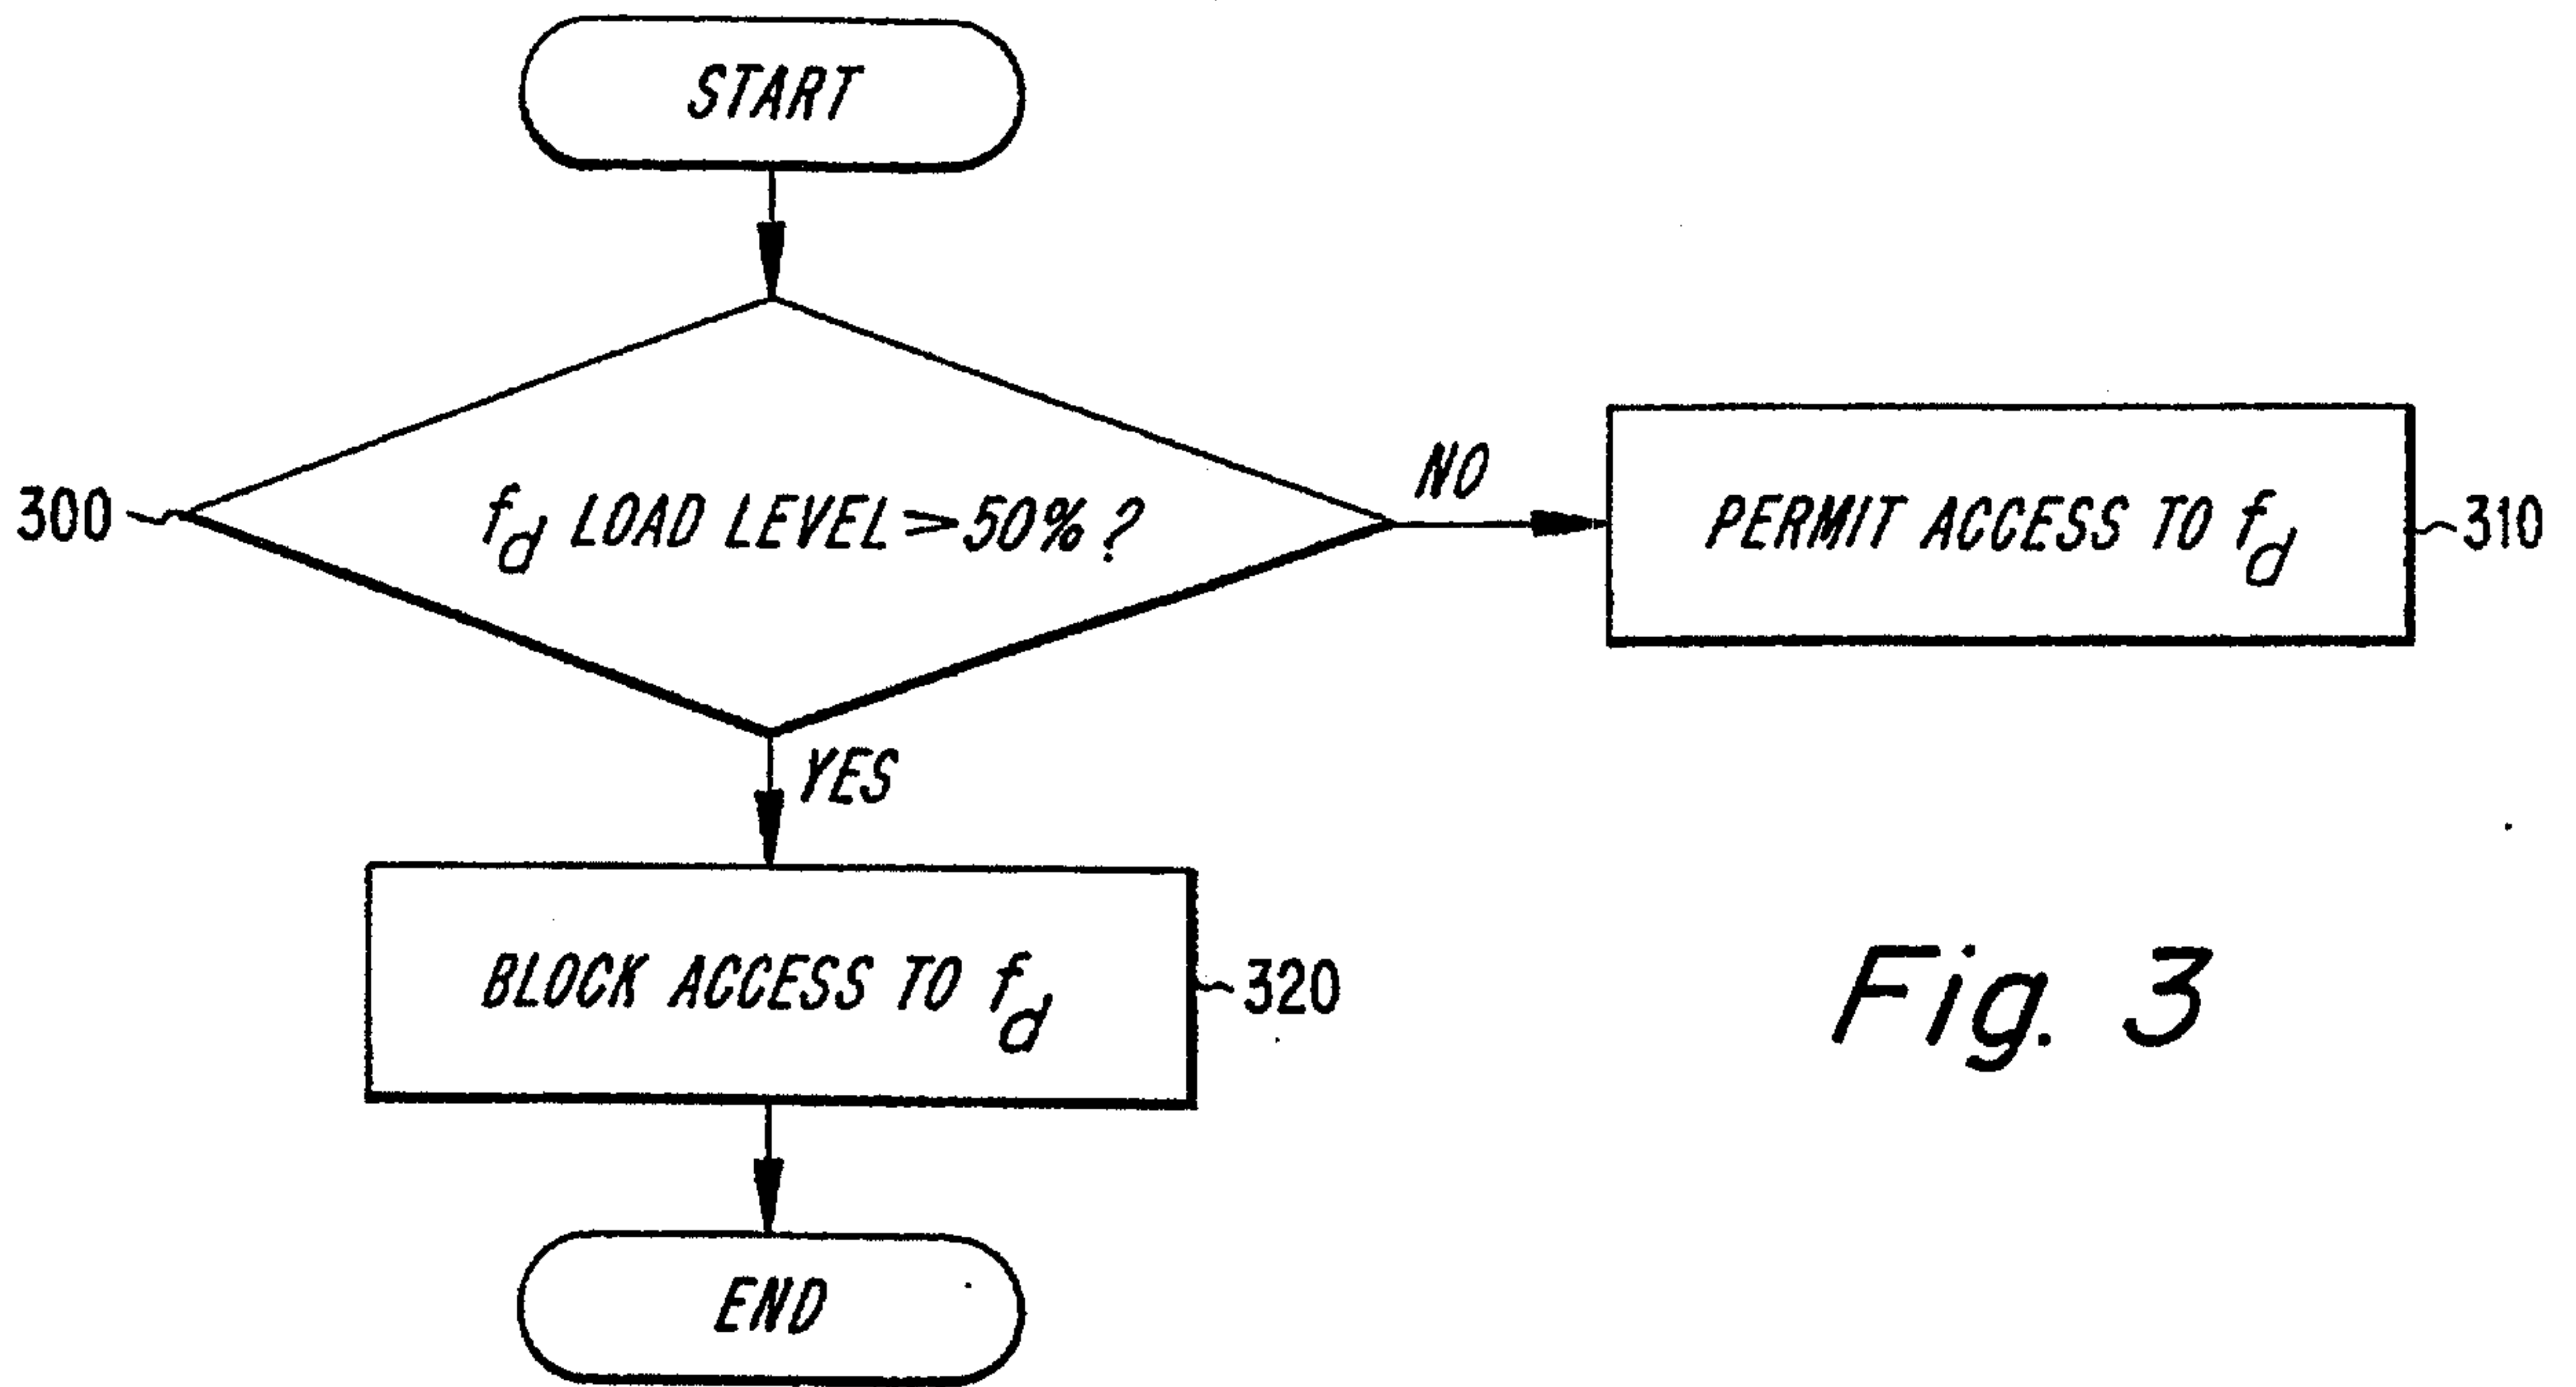 START
300
f_d LOAD LEVEL > 50% ?
NO
PERMIT ACCESS TO f_d
310
YES
BLOCK ACCESS TO f_d
320
Fig. 3
END